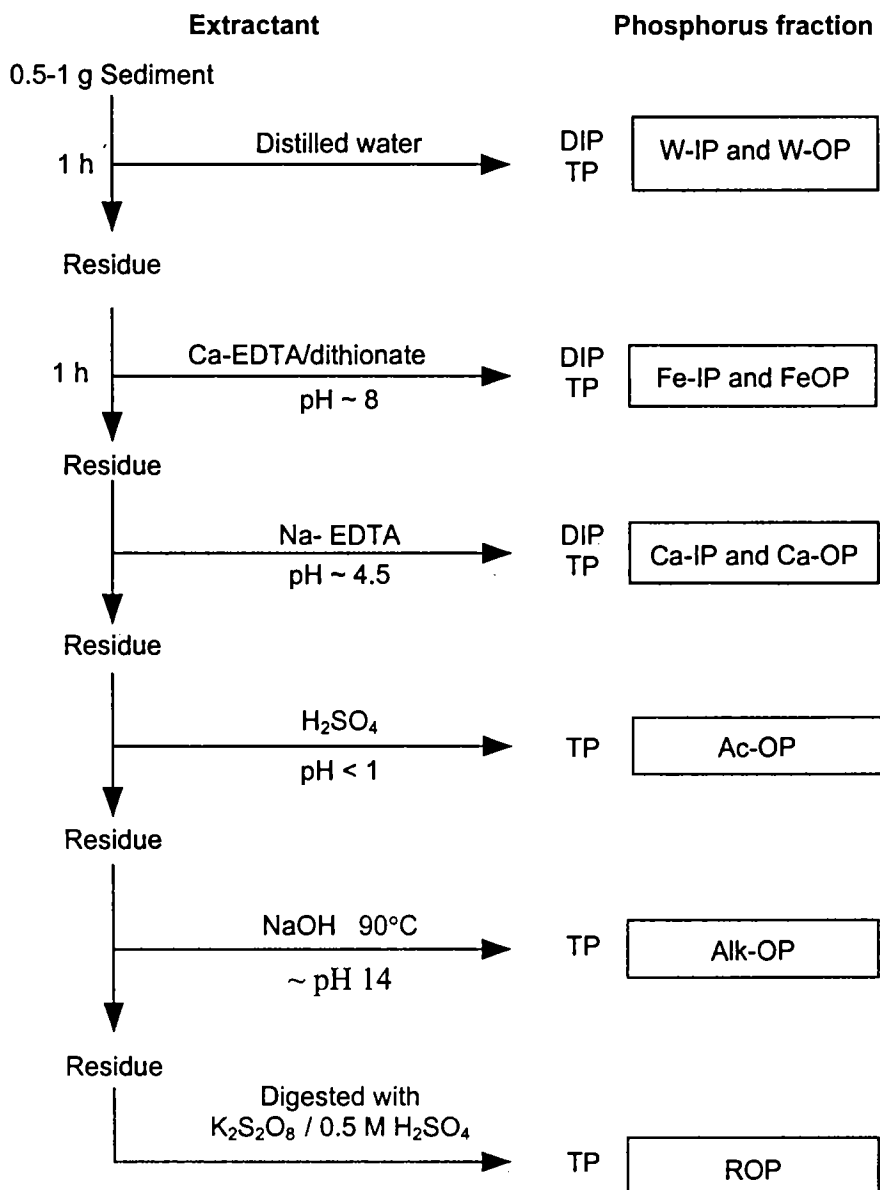 Extractant Phosphorus fraction
0.5-1 g Sediment
1 h Distilled water DIP TP W-IP and W-OP
Residue
1 h Ca-EDTA/dithionate pH ~ 8 DIP TP Fe-IP and FeOP
Residue
Na- EDTA pH ~ 4.5 DIP TP Ca-IP and Ca-OP
Residue
H₂SO₄ pH < 1 TP Ac-OP
Residue
NaOH 90°C ~ pH 14 TP Alk-OP
Residue
Digested with
K₂S₂O₈ / 0.5 M H₂SO₄ TP ROP